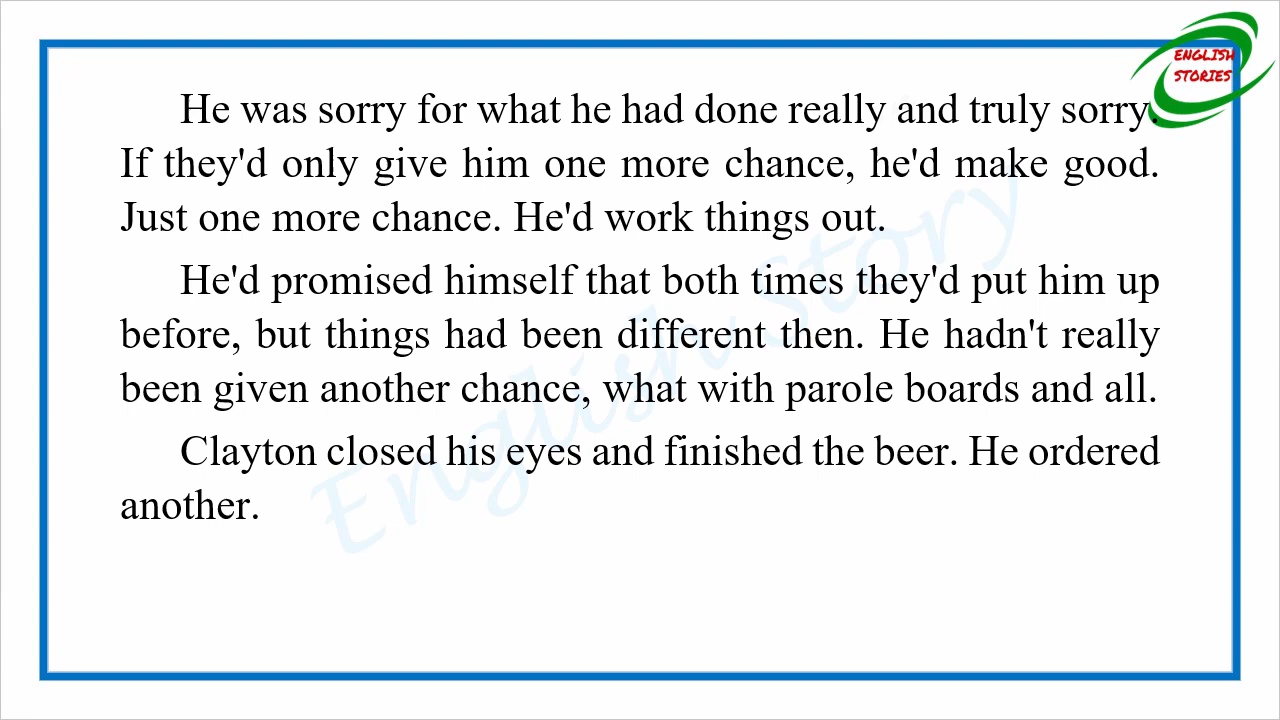 ENGLISH
STORIES
He was sorry for what he had done really and truly sorry.
If they'd only give him one more chance, he'd make good.
Just one more chance. He'd work things out.
He'd promised himself that both times they'd put him up
before, but things had been different then. He hadn't really
been given another chance, what with parole boards and all.
Clayton closed his eyes and finished the beer. He ordered
another.
English Story